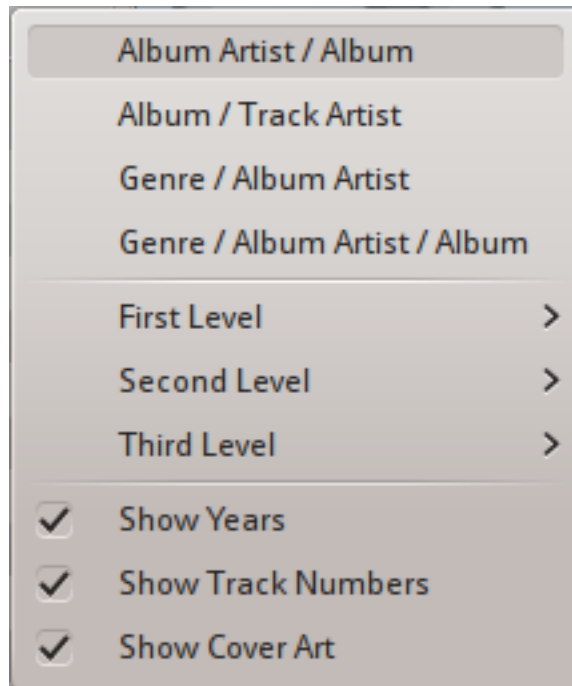 Album Artist / Album
Album / Track Artist
Genre / Album Artist
Genre / Album Artist / Album
First Level
Second Level
Third Level
Show Years
Show Track Numbers
Show Cover Art